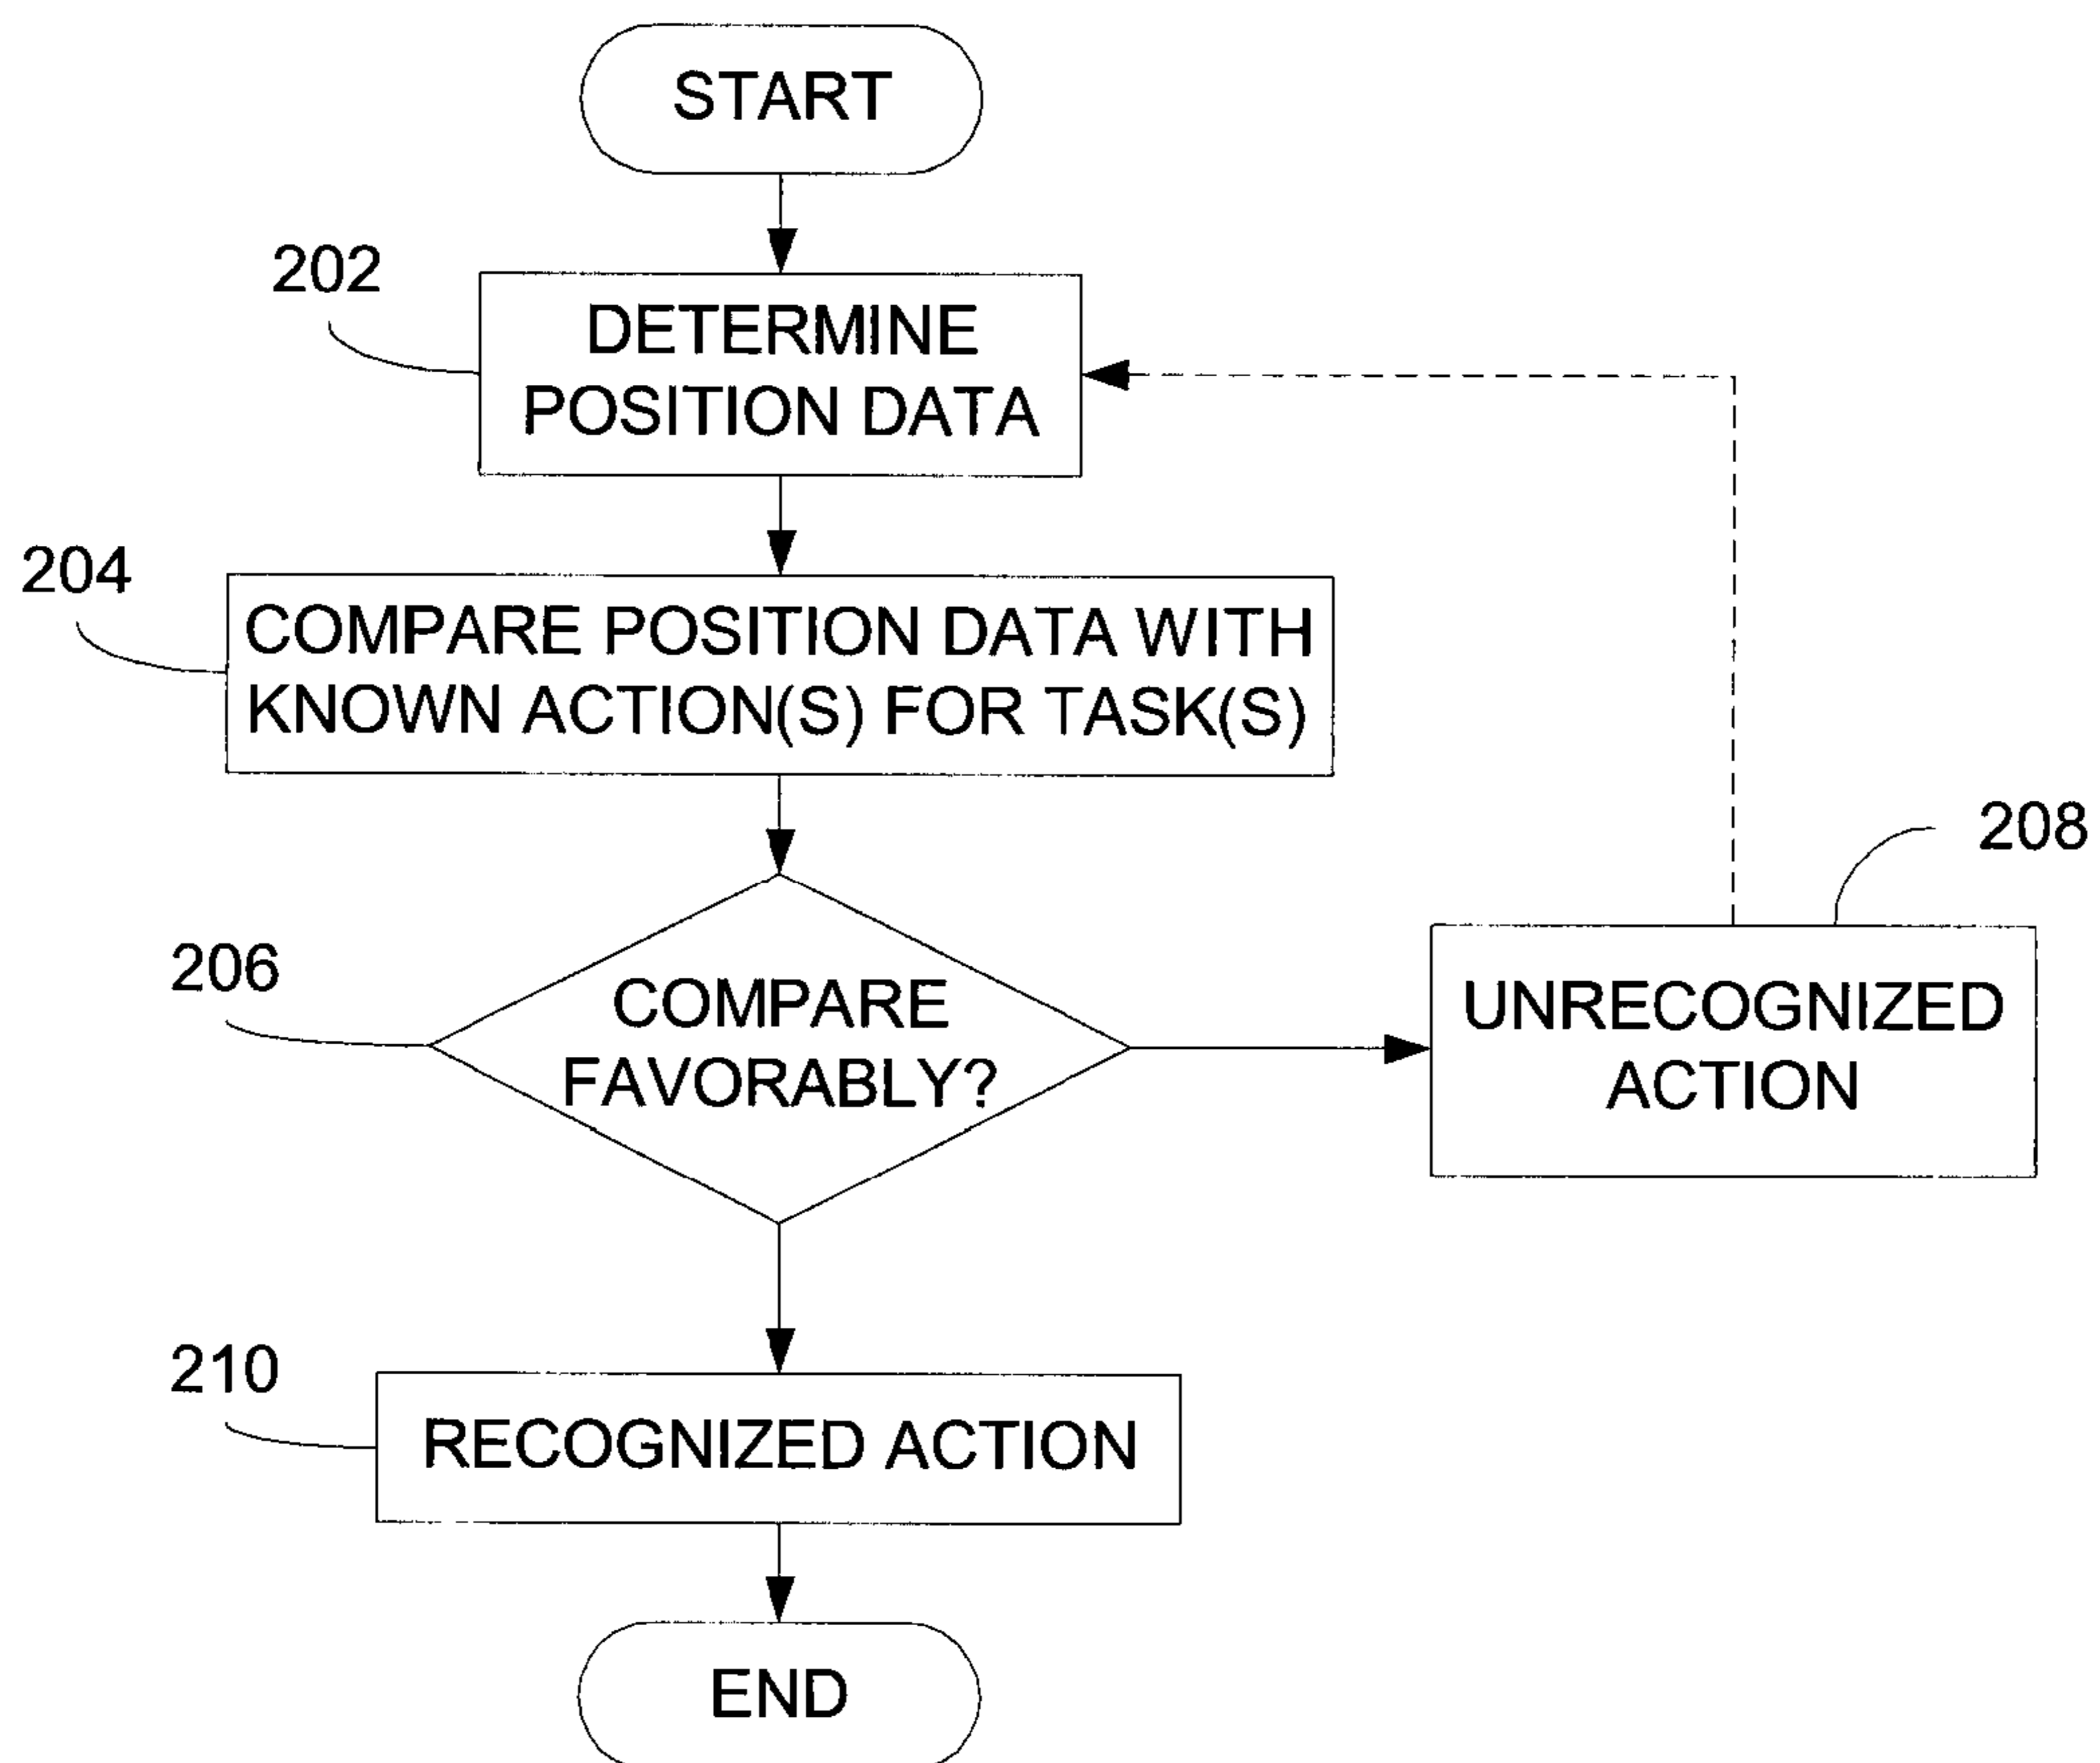 START
202
DETERMINE
POSITION DATA
204
COMPARE POSITION DATA WITH
KNOWN ACTION(S) FOR TASK(S)
208
206
COMPARE
FAVORABLY?
UNRECOGNIZED
ACTION
210
RECOGNIZED ACTION
END